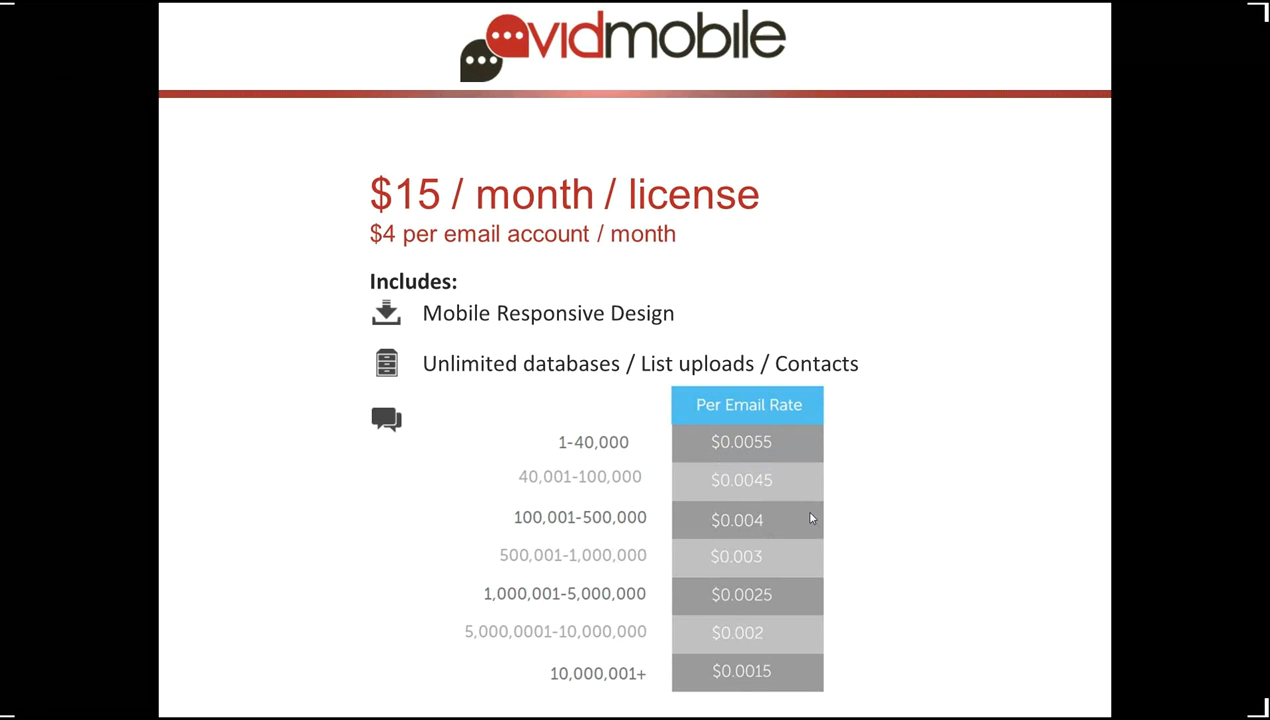 vidmobile
$15 / month / license
$4 per email account / month
Includes:
Mobile Responsive Design
Unlimited databases / List uploads / Contacts
Per Email Rate
1-40,000 $0.0055
40,001-100,000 $0.0045
100,001-500,000 $0.004
500,001-1,000,000 $0.003
1,000,001-5,000,000 $0.0025
5,000,0001-10,000,000 $0.002
10,000,001+ $0.0015